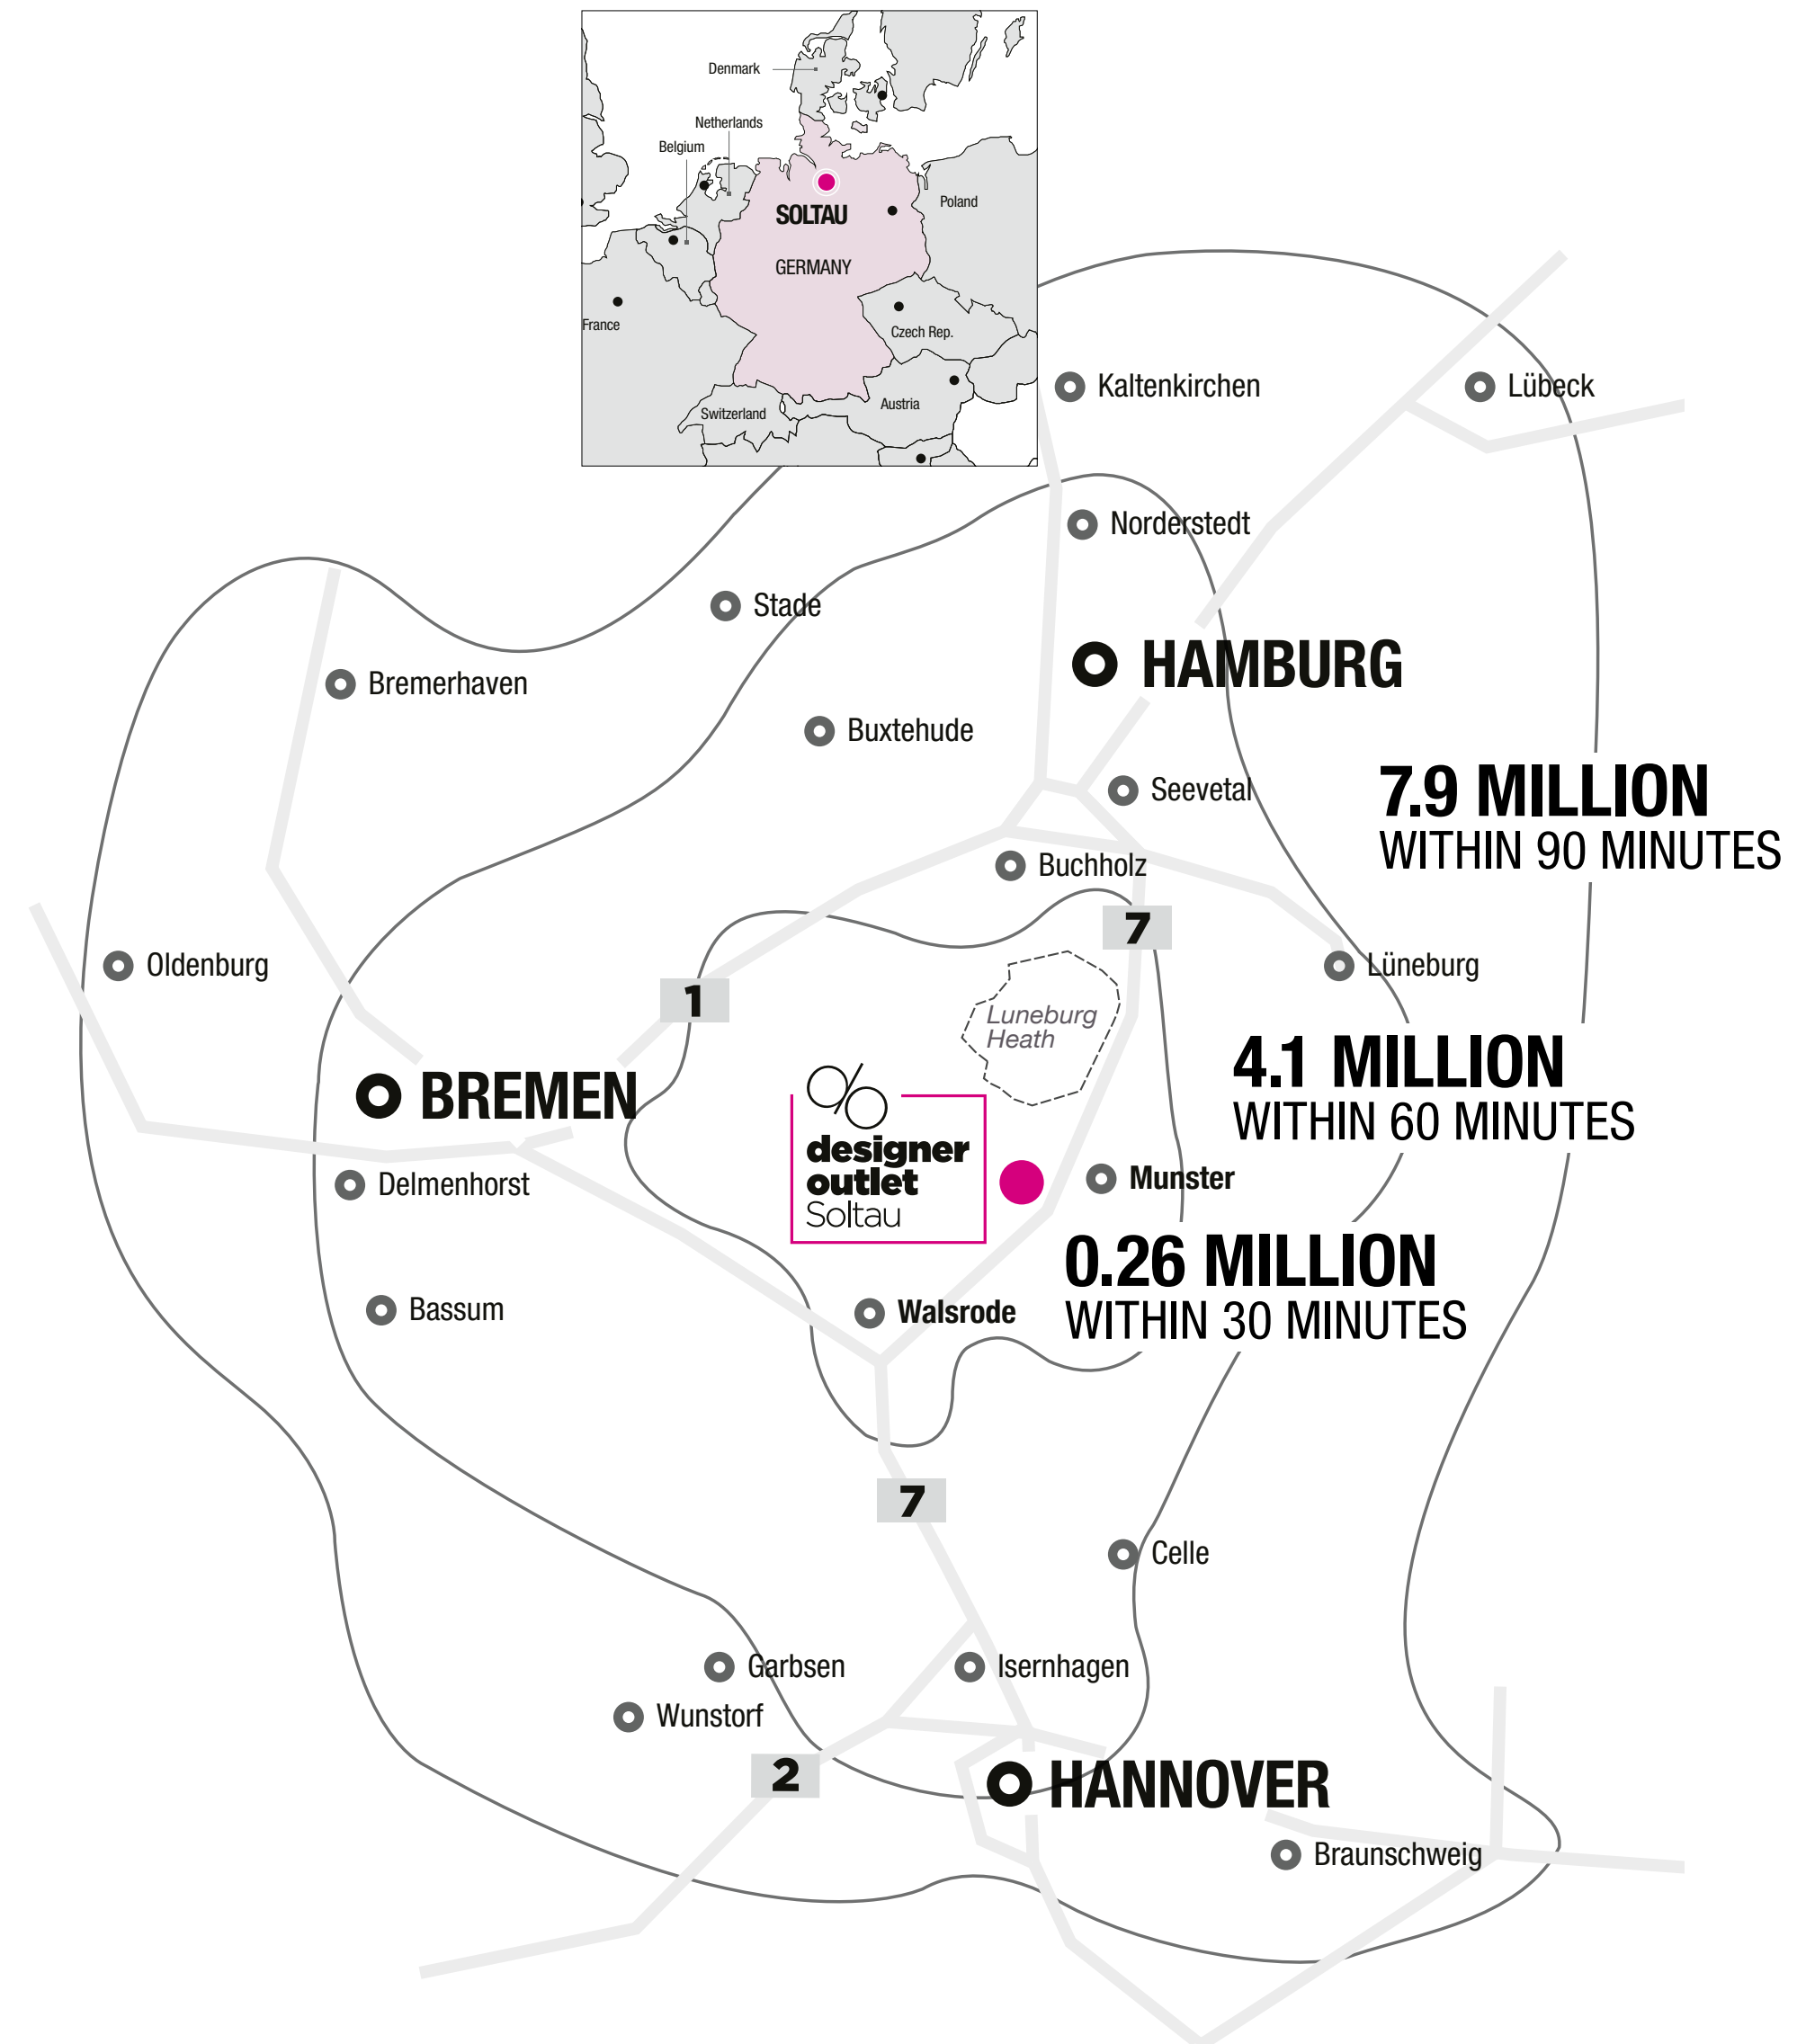 Denmark
Netherlands
Belgium
SOLTAU
Poland
GERMANY
France
Czech Rep.
Switzerland
Austria
Kaltenkirchen
Lübeck
Norderstedt
Stade
HAMBURG
Bremerhaven
Buxtehude
Seevetal
7.9 MILLION
WITHIN 90 MINUTES
Buchholz
7
Oldenburg
Lüneburg
1
Luneburg
Heath
4.1 MILLION
WITHIN 60 MINUTES
BREMEN
designer
outlet
Soltau
Munster
Delmenhorst
0.26 MILLION
WITHIN 30 MINUTES
Bassum
Walsrode
7
Celle
Garbsen
Isernhagen
Wunstorf
2
HANNOVER
Braunschweig